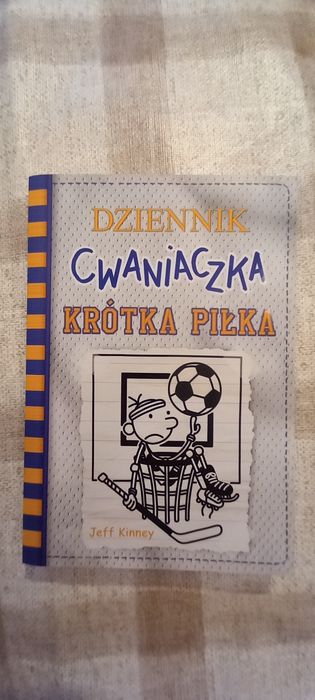 DZIENNIK
CWANIACZKA
KRÓTKA PIŁKA
Jeff Kinney